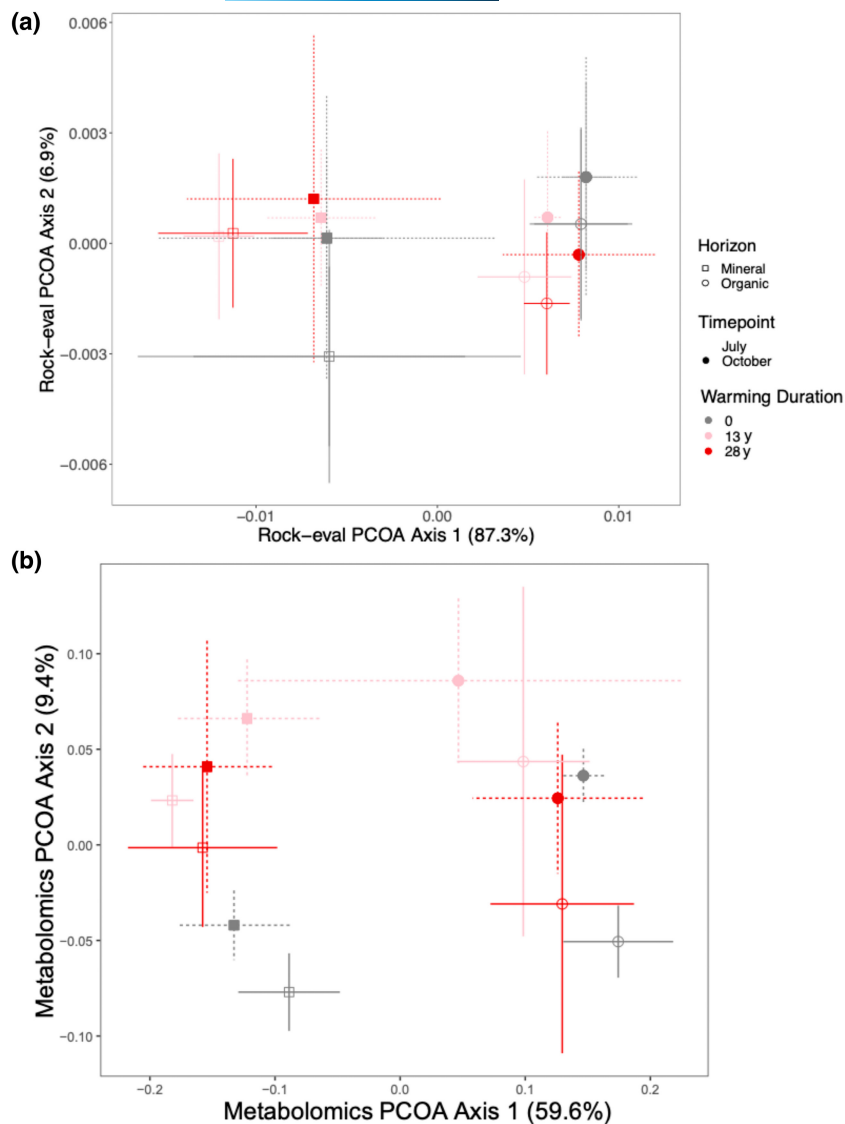 (a)
0.006
0.003
0.000
−0.003
−0.006
Rock−eval PCOA Axis 2 (6.9%)
−0.01
0.00
0.01
Rock−eval PCOA Axis 1 (87.3%)
Horizon
Mineral
Organic
Timepoint
July
October
Warming Duration
0
13 y
28 y
(b)
0.10
0.05
0.00
−0.05
−0.10
Metabolomics PCOA Axis 2 (9.4%)
−0.2
−0.1
0.0
0.1
0.2
Metabolomics PCOA Axis 1 (59.6%)